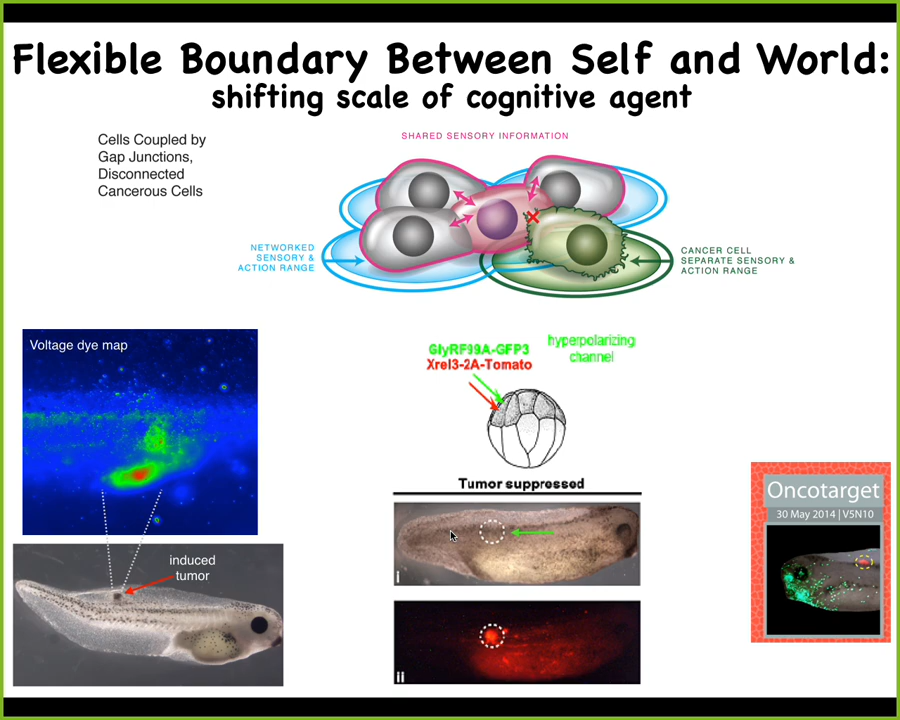 Flexible Boundary Between Self and World:
shifting scale of cognitive agent
Cells Coupled by
Gap Junctions,
Disconnected
Cancerous Cells
SHARED SENSORY INFORMATION
NETWORKED
SENSORY &
ACTION RANGE
CANCER CELL
SEPARATE SENSORY &
ACTION RANGE
Voltage dye map
induced
tumor
GlyRF99A-GFP3
Xrel3-2A-Tomato
hyperpolarizing
channel
Tumor suppressed
i
ii
Oncotarget
30 May 2014 | V5N10